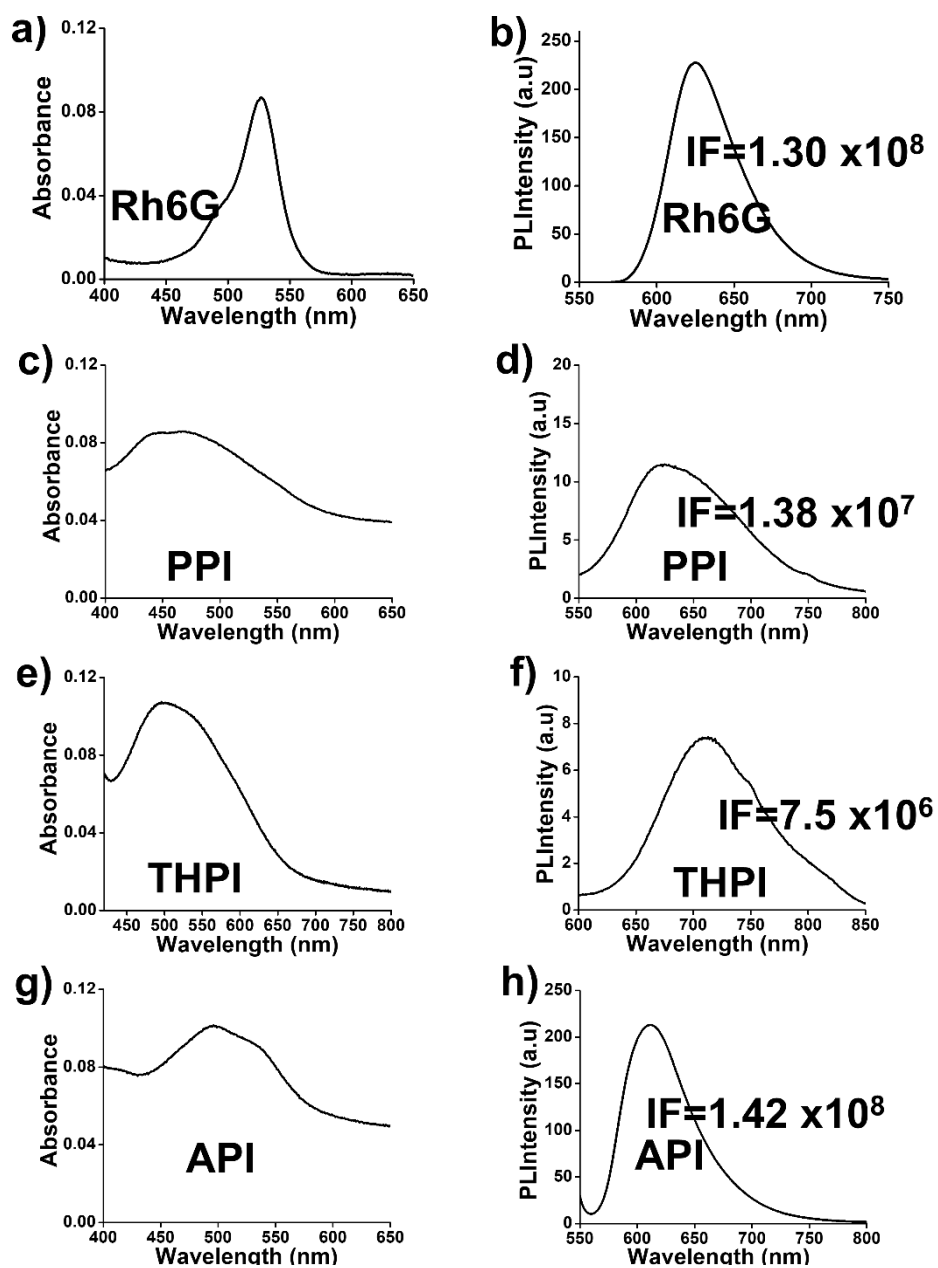 a)
0.12
0.08
0.04
0.00
Absorbance
Rh6G
400 450 500 550 600 650
Wavelength (nm)
b)
250
200
150
100
50
0
PLIntensity (a.u)
IF=1.30 x10⁸
Rh6G
550 600 650 700 750
Wavelength (nm)
c)
0.12
0.08
0.04
0.00
Absorbance
PPI
400 450 500 550 600 650
Wavelength (nm)
d)
20
15
10
5
0
PLIntensity (a.u)
IF=1.38 x10⁷
PPI
550 600 650 700 750 800
Wavelength (nm)
e)
0.12
0.08
0.04
0.00
Absorbance
THPI
450 500 550 600 650 700 750 800
Wavelength (nm)
f)
10
8
6
4
2
0
PLIntensity (a.u)
IF=7.5 x10⁶
THPI
600 650 700 750 800 850
Wavelength (nm)
g)
0.12
0.08
0.04
0.00
Absorbance
API
400 450 500 550 600 650
Wavelength (nm)
h)
250
200
150
100
50
0
PLIntensity (a.u)
IF=1.42 x10⁸
API
550 600 650 700 750 800
Wavelength (nm)